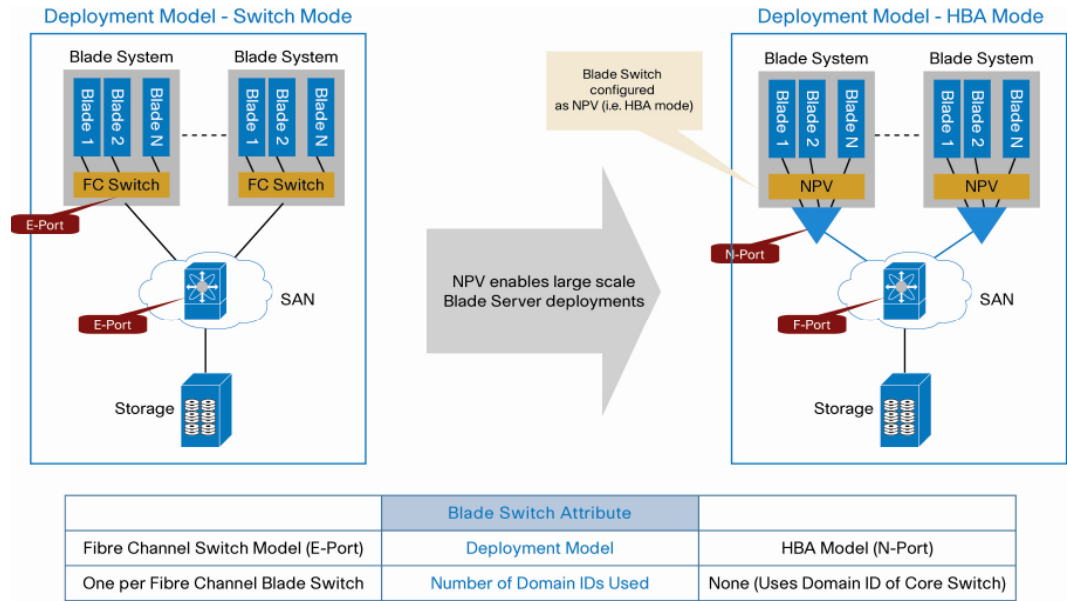 Deployment Model - Switch Mode
Blade System
Blade System
Blade 1
Blade 2
Blade N
Blade 1
Blade 2
Blade N
FC Switch
FC Switch
E-Port
SAN
E-Port
Storage
Blade Switch
configured
as NPV (i.e. HBA mode)
NPV enables large scale
Blade Server deployments
Deployment Model - HBA Mode
Blade System
Blade System
Blade 1
Blade 2
Blade N
Blade 1
Blade 2
Blade N
NPV
NPV
N-Port
SAN
F-Port
Storage
Blade Switch Attribute
Fibre Channel Switch Model (E-Port)
Deployment Model
HBA Model (N-Port)
One per Fibre Channel Blade Switch
Number of Domain IDs Used
None (Uses Domain ID of Core Switch)